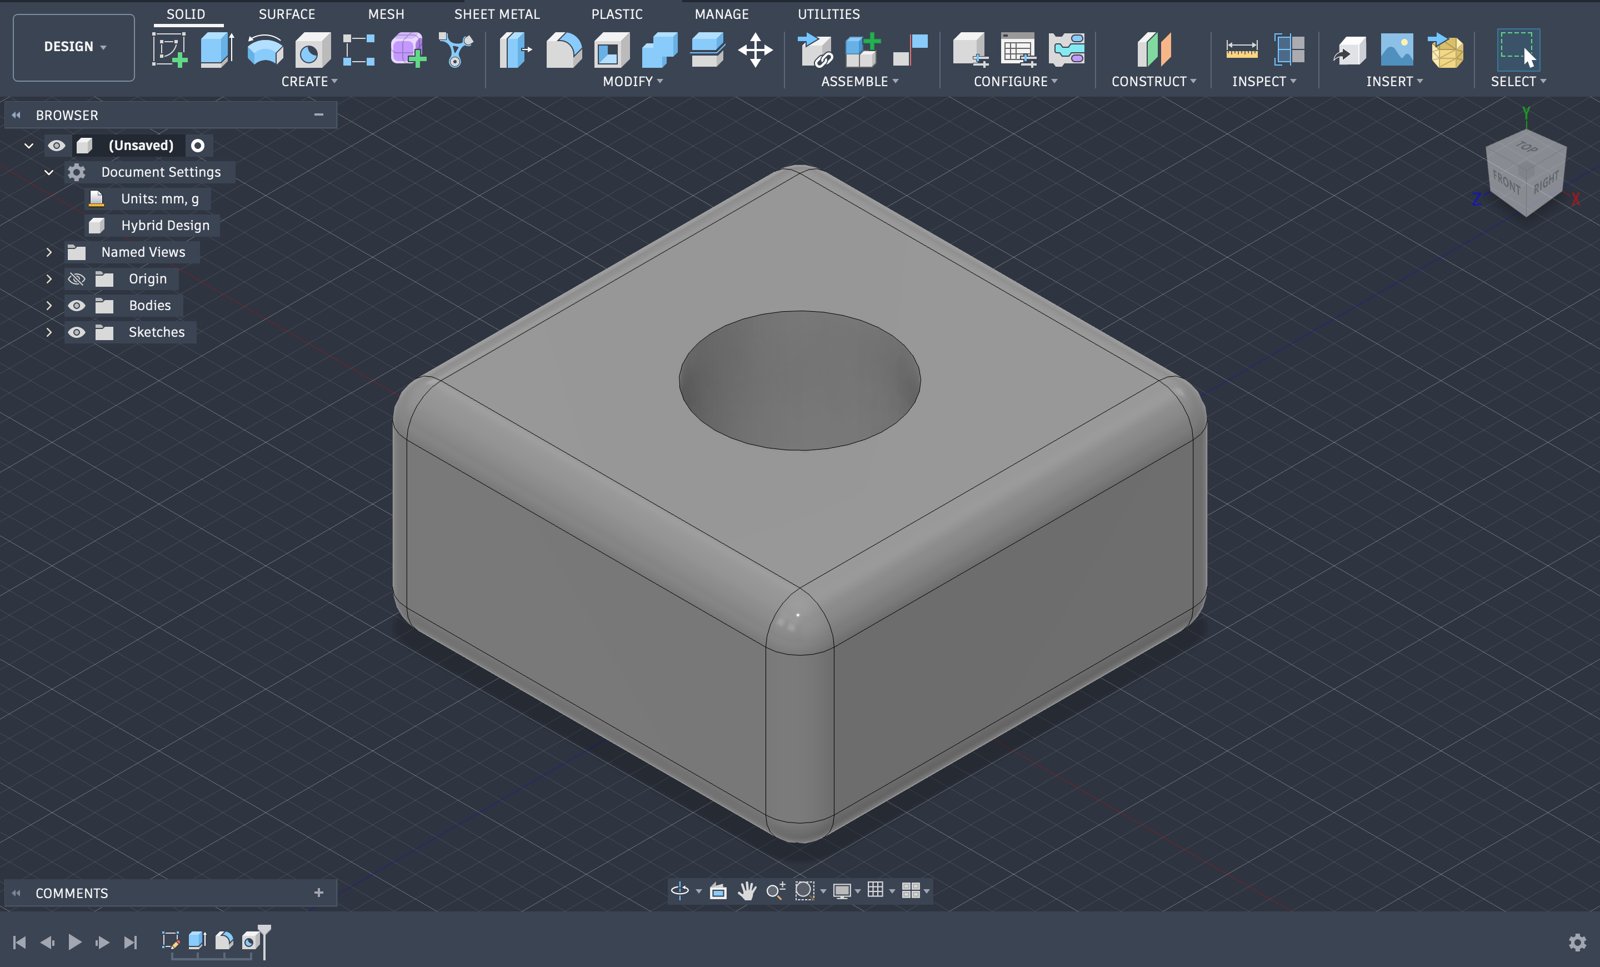 DESIGN
SOLID SURFACE MESH SHEET METAL PLASTIC MANAGE UTILITIES
CREATE MODIFY ASSEMBLE CONFIGURE CONSTRUCT INSPECT INSERT SELECT
BROWSER
(Unsaved)
Document Settings
Units: mm, g
Hybrid Design
Named Views
Origin
Bodies
Sketches
Y
TOP
FRONT RIGHT
Z X
COMMENTS